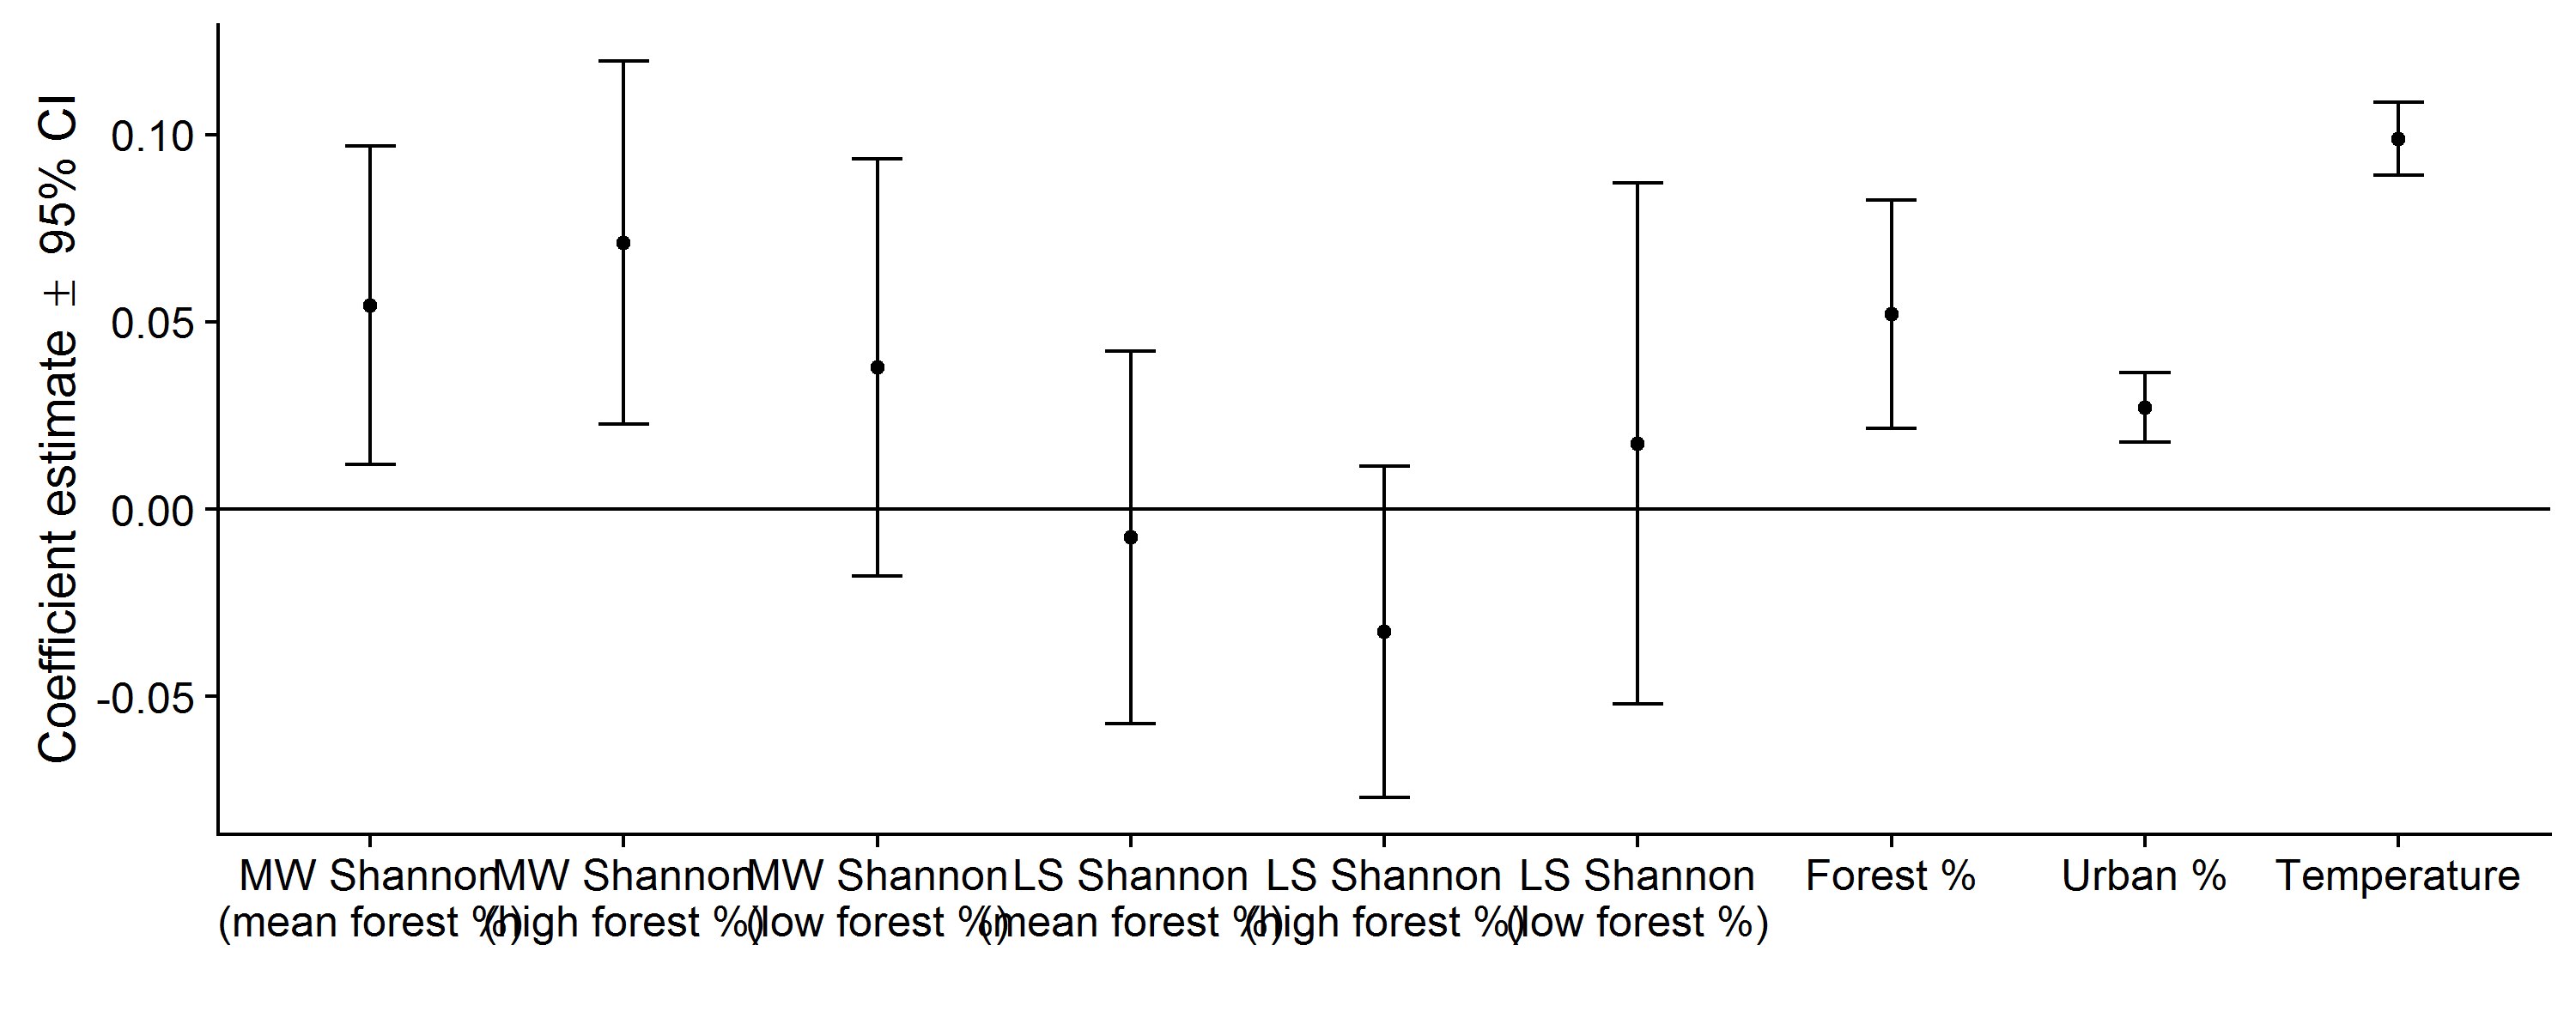 Coefficient estimate ± 95% CI
0.10
0.05
0.00
-0.05
MW Shannon
(mean forest %)
MW Shannon
(high forest %)
MW Shannon
(low forest %)
LS Shannon
(mean forest %)
LS Shannon
(high forest %)
LS Shannon
(low forest %)
Forest %
Urban %
Temperature